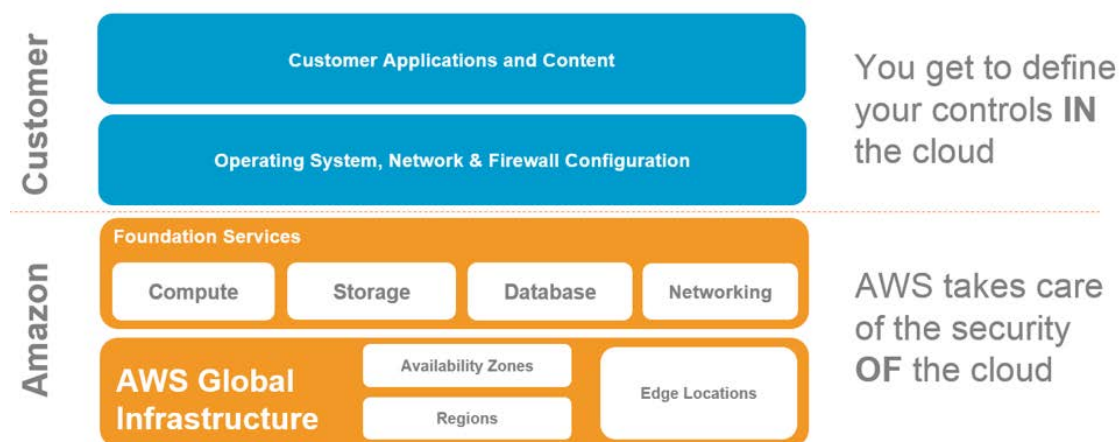 Customer
Customer Applications and Content
Operating System, Network & Firewall Configuration
You get to define
your controls IN
the cloud
Amazon
Foundation Services
Compute
Storage
Database
Networking
AWS Global
Infrastructure
Availability Zones
Regions
Edge Locations
AWS takes care
of the security
OF the cloud